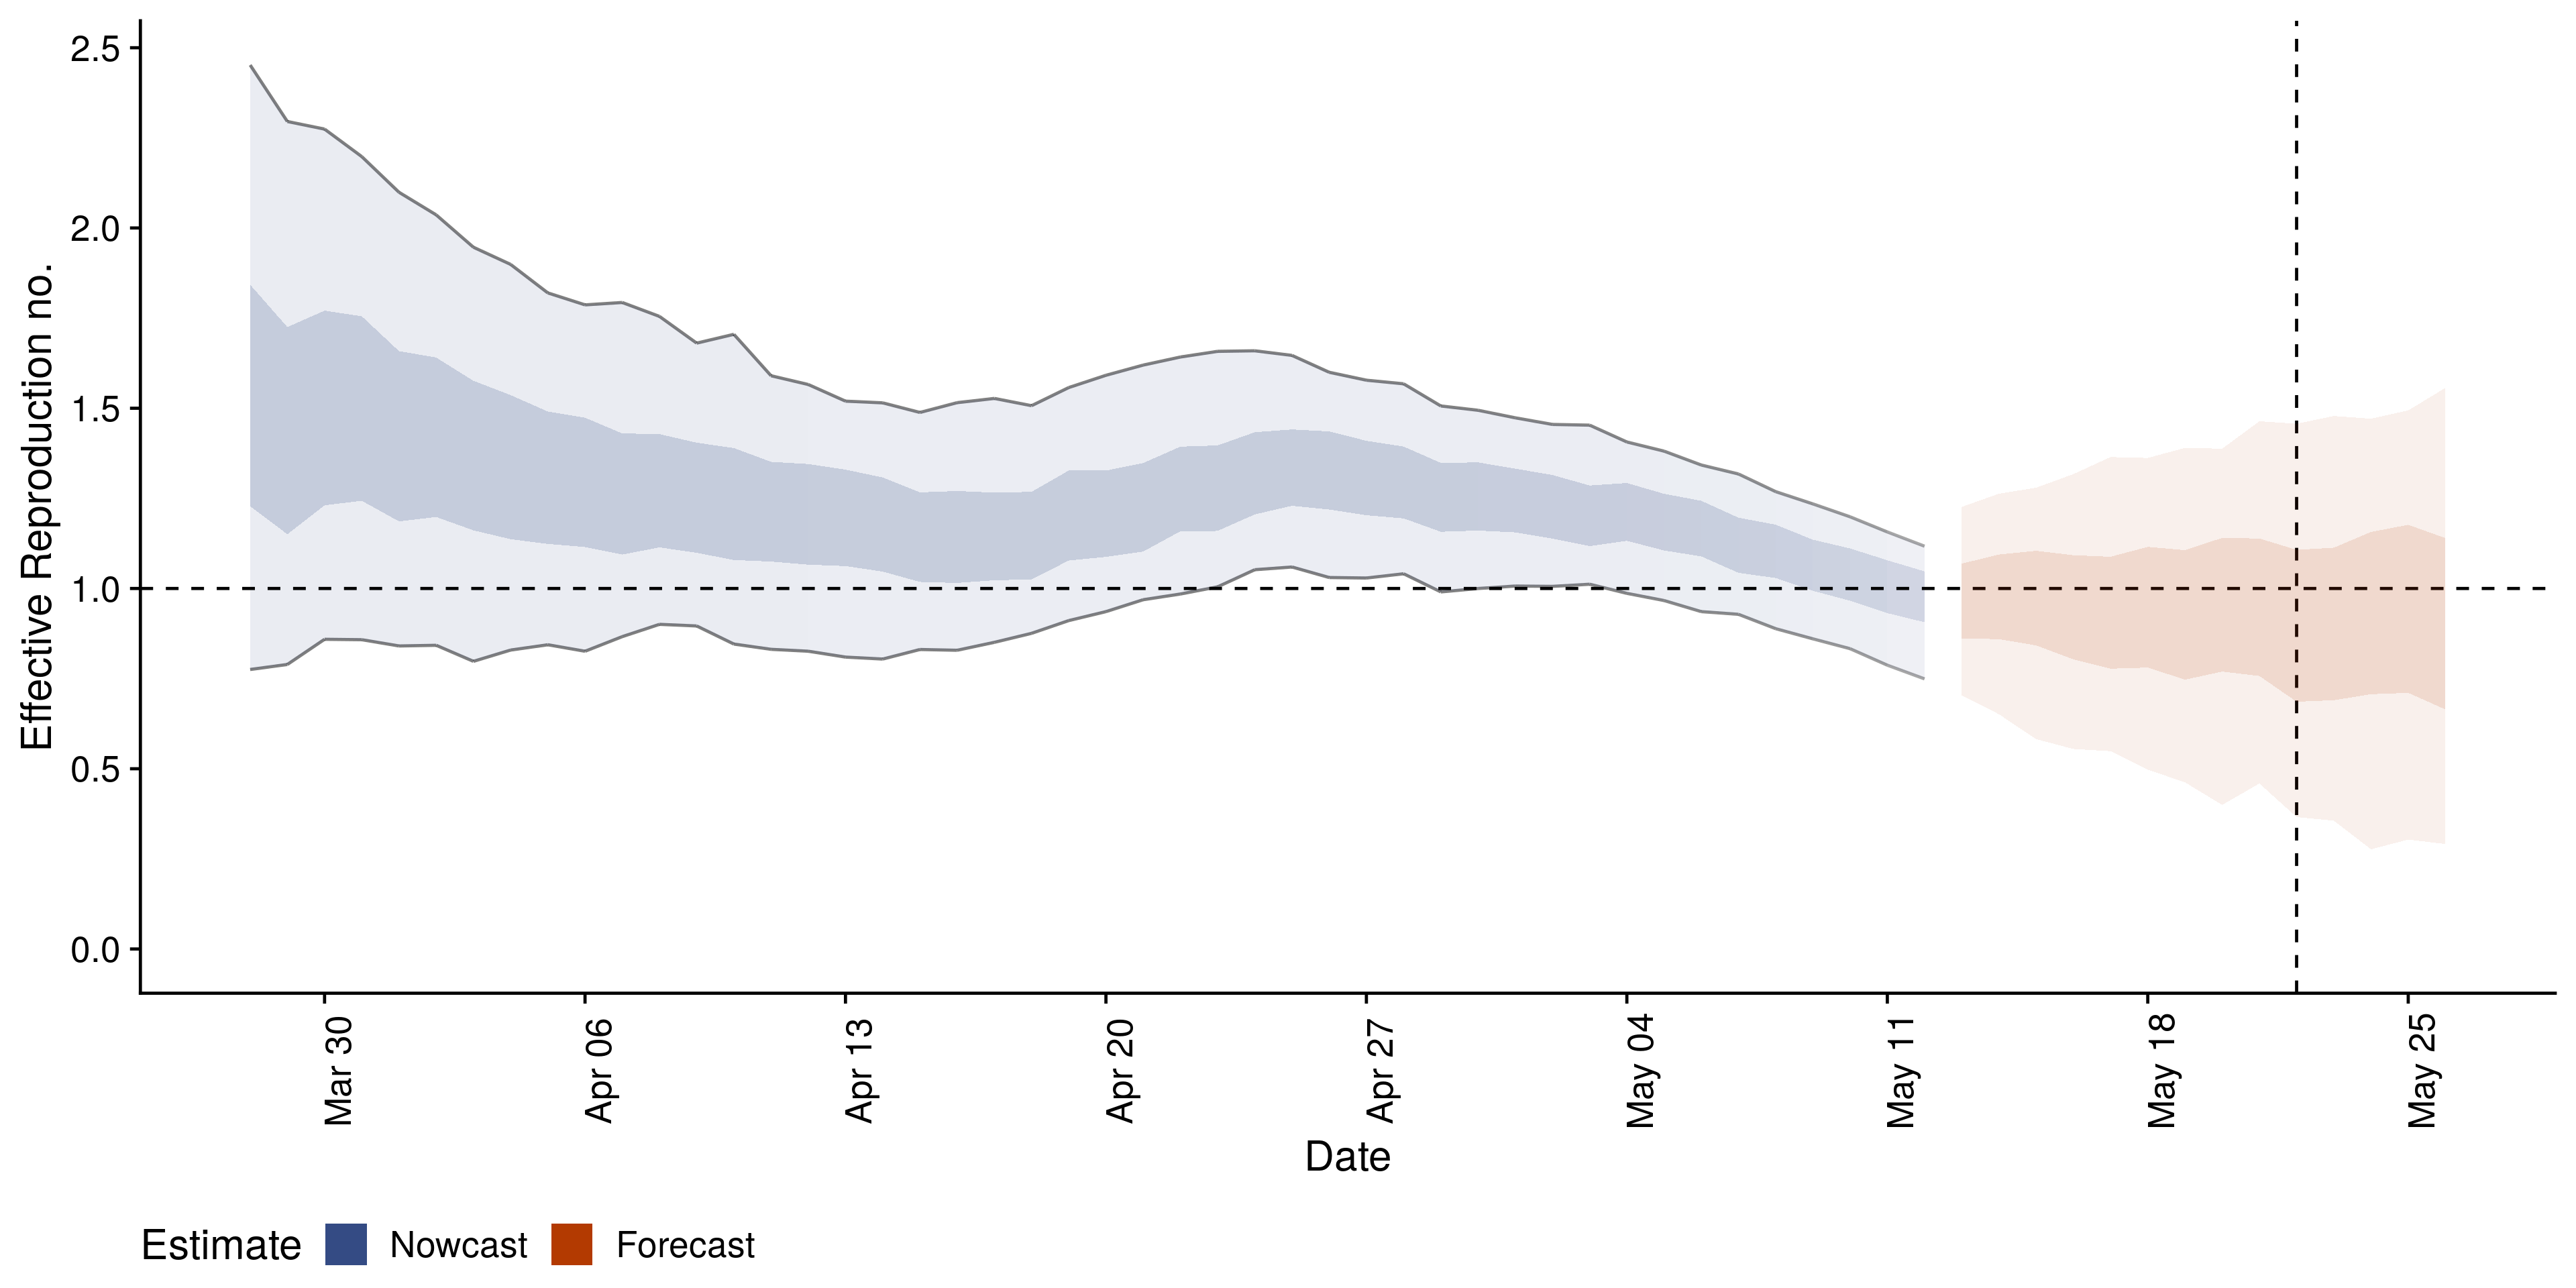 Effective Reproduction no.
2.5
2.0
1.5
1.0
0.5
0.0
Mar 30
Apr 06
Apr 13
Apr 20
Apr 27
May 04
May 11
May 18
May 25
Date
Estimate Nowcast Forecast